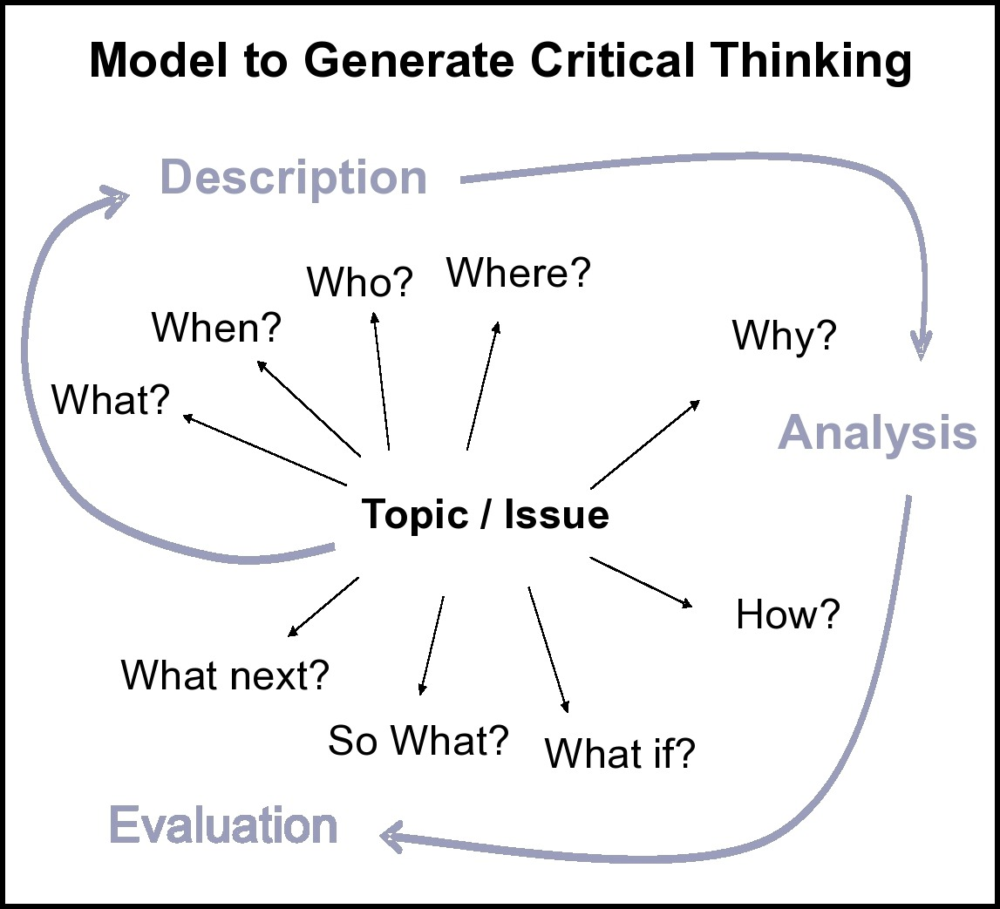 Model to Generate Critical Thinking
Description
Who?
Where?
When?
Why?
What?
Analysis
Topic / Issue
How?
What next?
So What?
What if?
Evaluation